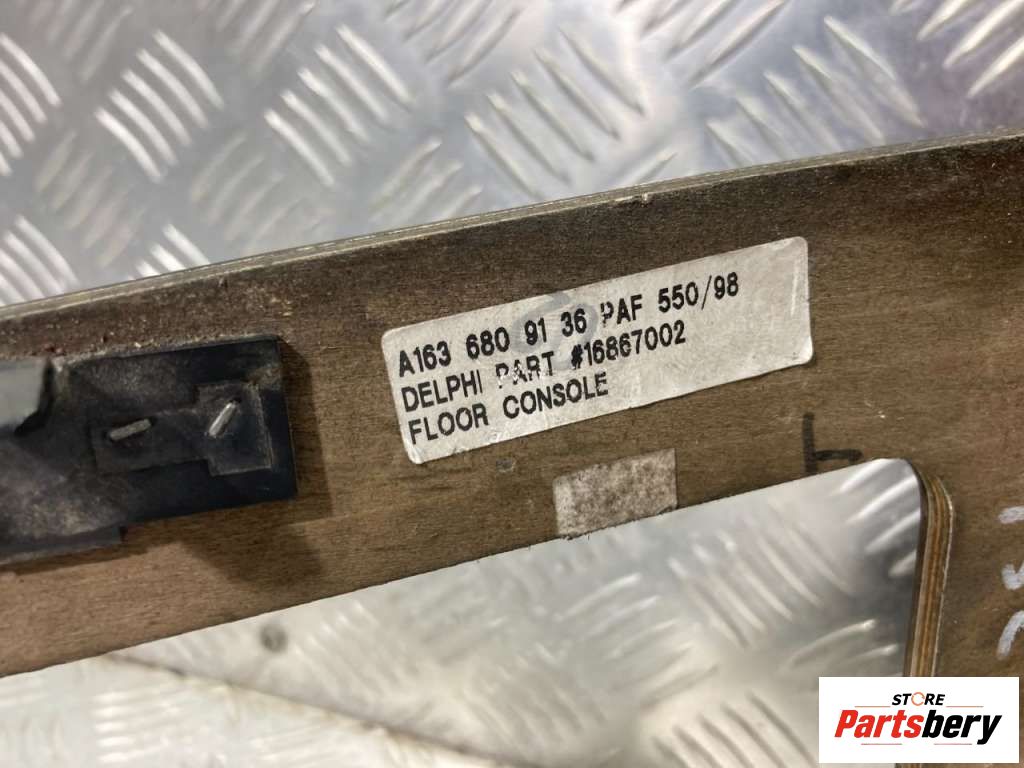 A163 680 91 36 PAF 550/98
DELPHI PART #16867002
FLOOR CONSOLE
STORE
Partsbery